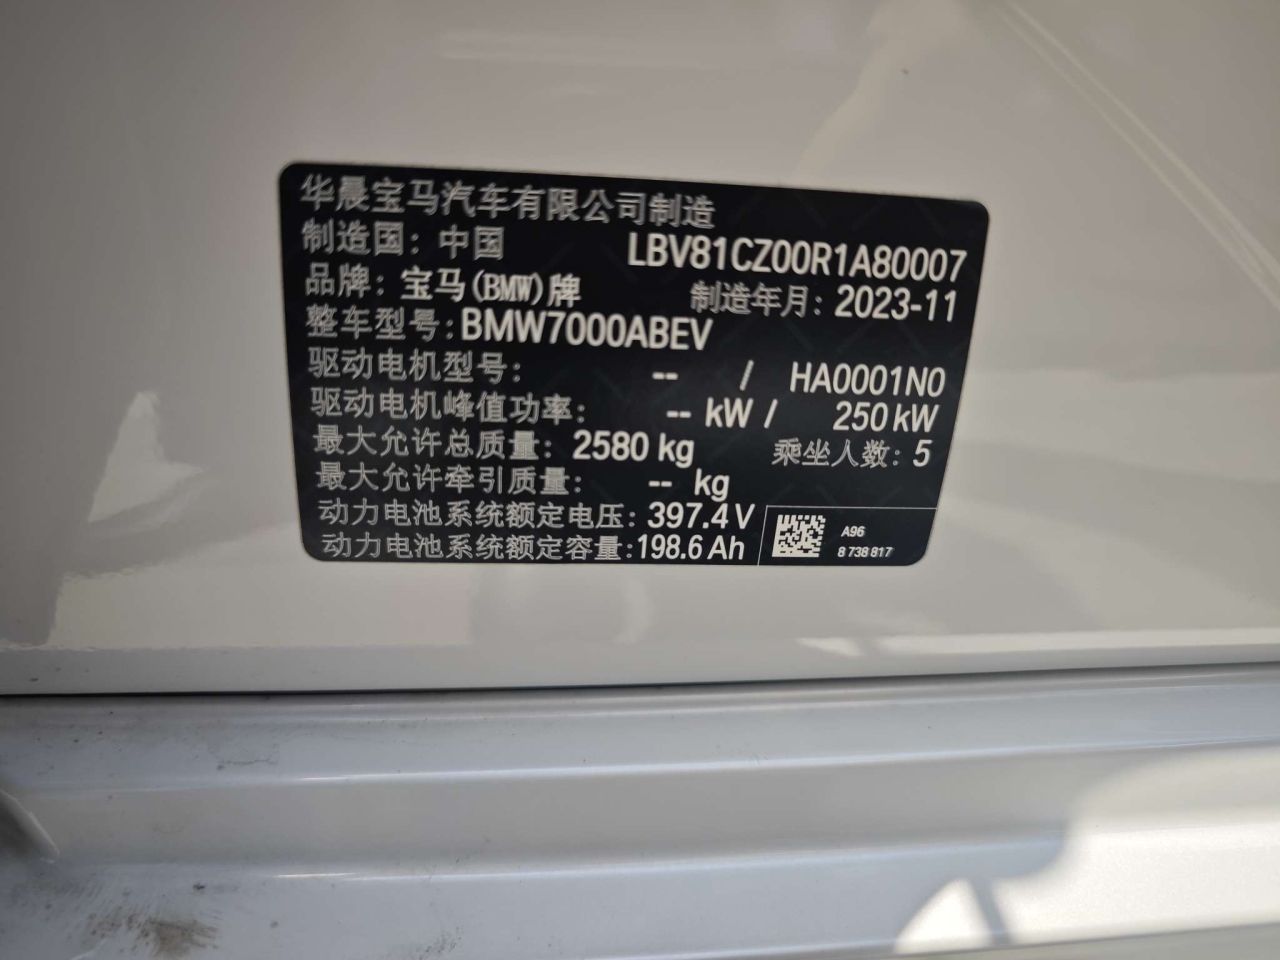 华晨宝马汽车有限公司制造
制造国：中国 LBV81CZ00R1A80007
品牌：宝马(BMW)牌 制造年月：2023-11
整车型号：BMW7000ABEV
驱动电机型号： -- / HA0001N0
驱动电机峰值功率： -- kW / 250 kW
最大允许总质量：2580 kg 乘坐人数：5
最大允许牵引质量： -- kg
动力电池系统额定电压：397.4 V
动力电池系统额定容量：198.6 Ah
A96
8 738 817